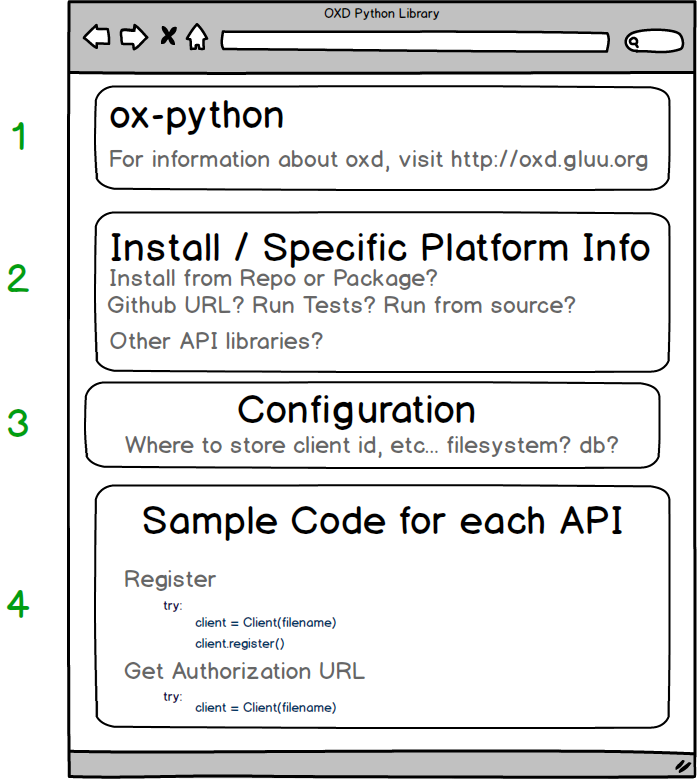 OXD Python Library
1
ox-python
For information about oxd, visit http://oxd.gluu.org
2
Install / Specific Platform Info
Install from Repo or Package?
Github URL? Run Tests? Run from source?
Other API libraries?
3
Configuration
Where to store client id, etc... filesystem? db?
4
Sample Code for each API
Register
try:
client = Client(filename)
client.register()
Get Authorization URL
try:
client = Client(filename)